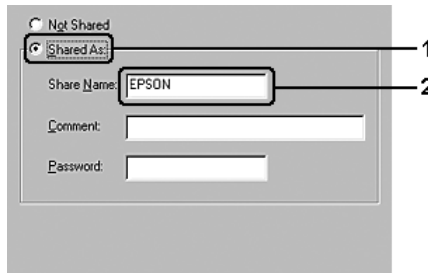 Not Shared
Shared As: 1
Share Name: EPSON 2
Comment:
Password: